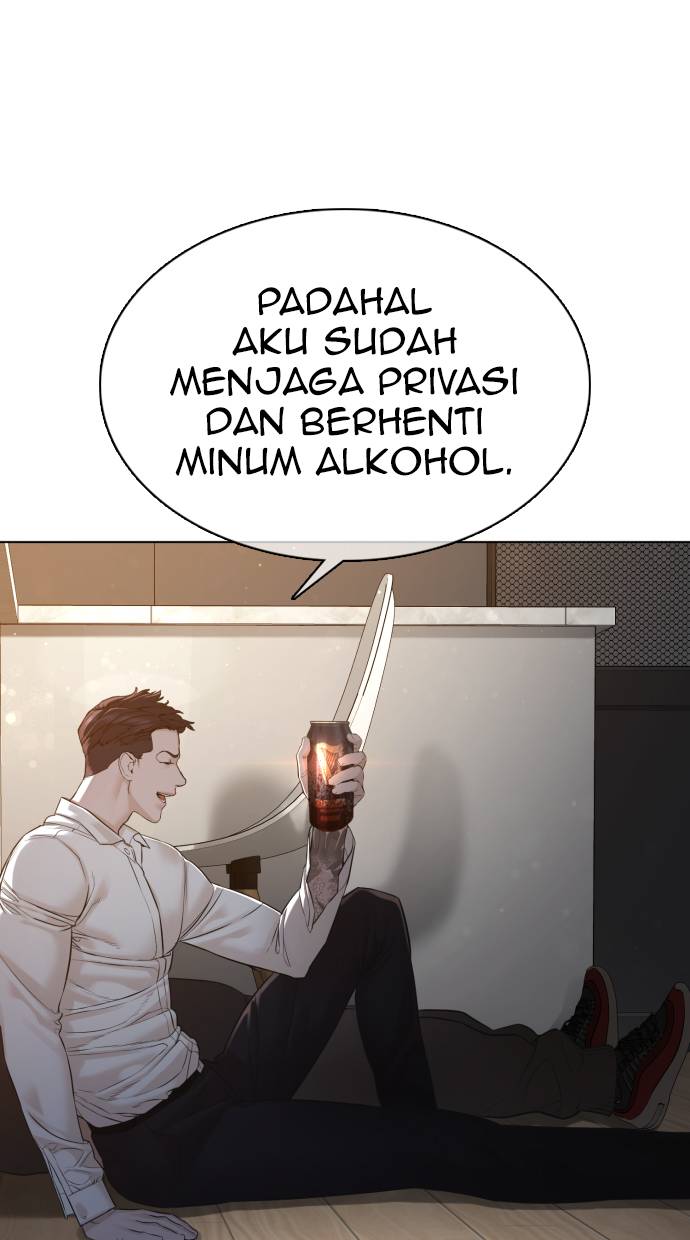 PADAHAL
AKU SUDAH
MENJAGA PRIVASI
DAN BERHENTI
MINUM ALKOHOL.